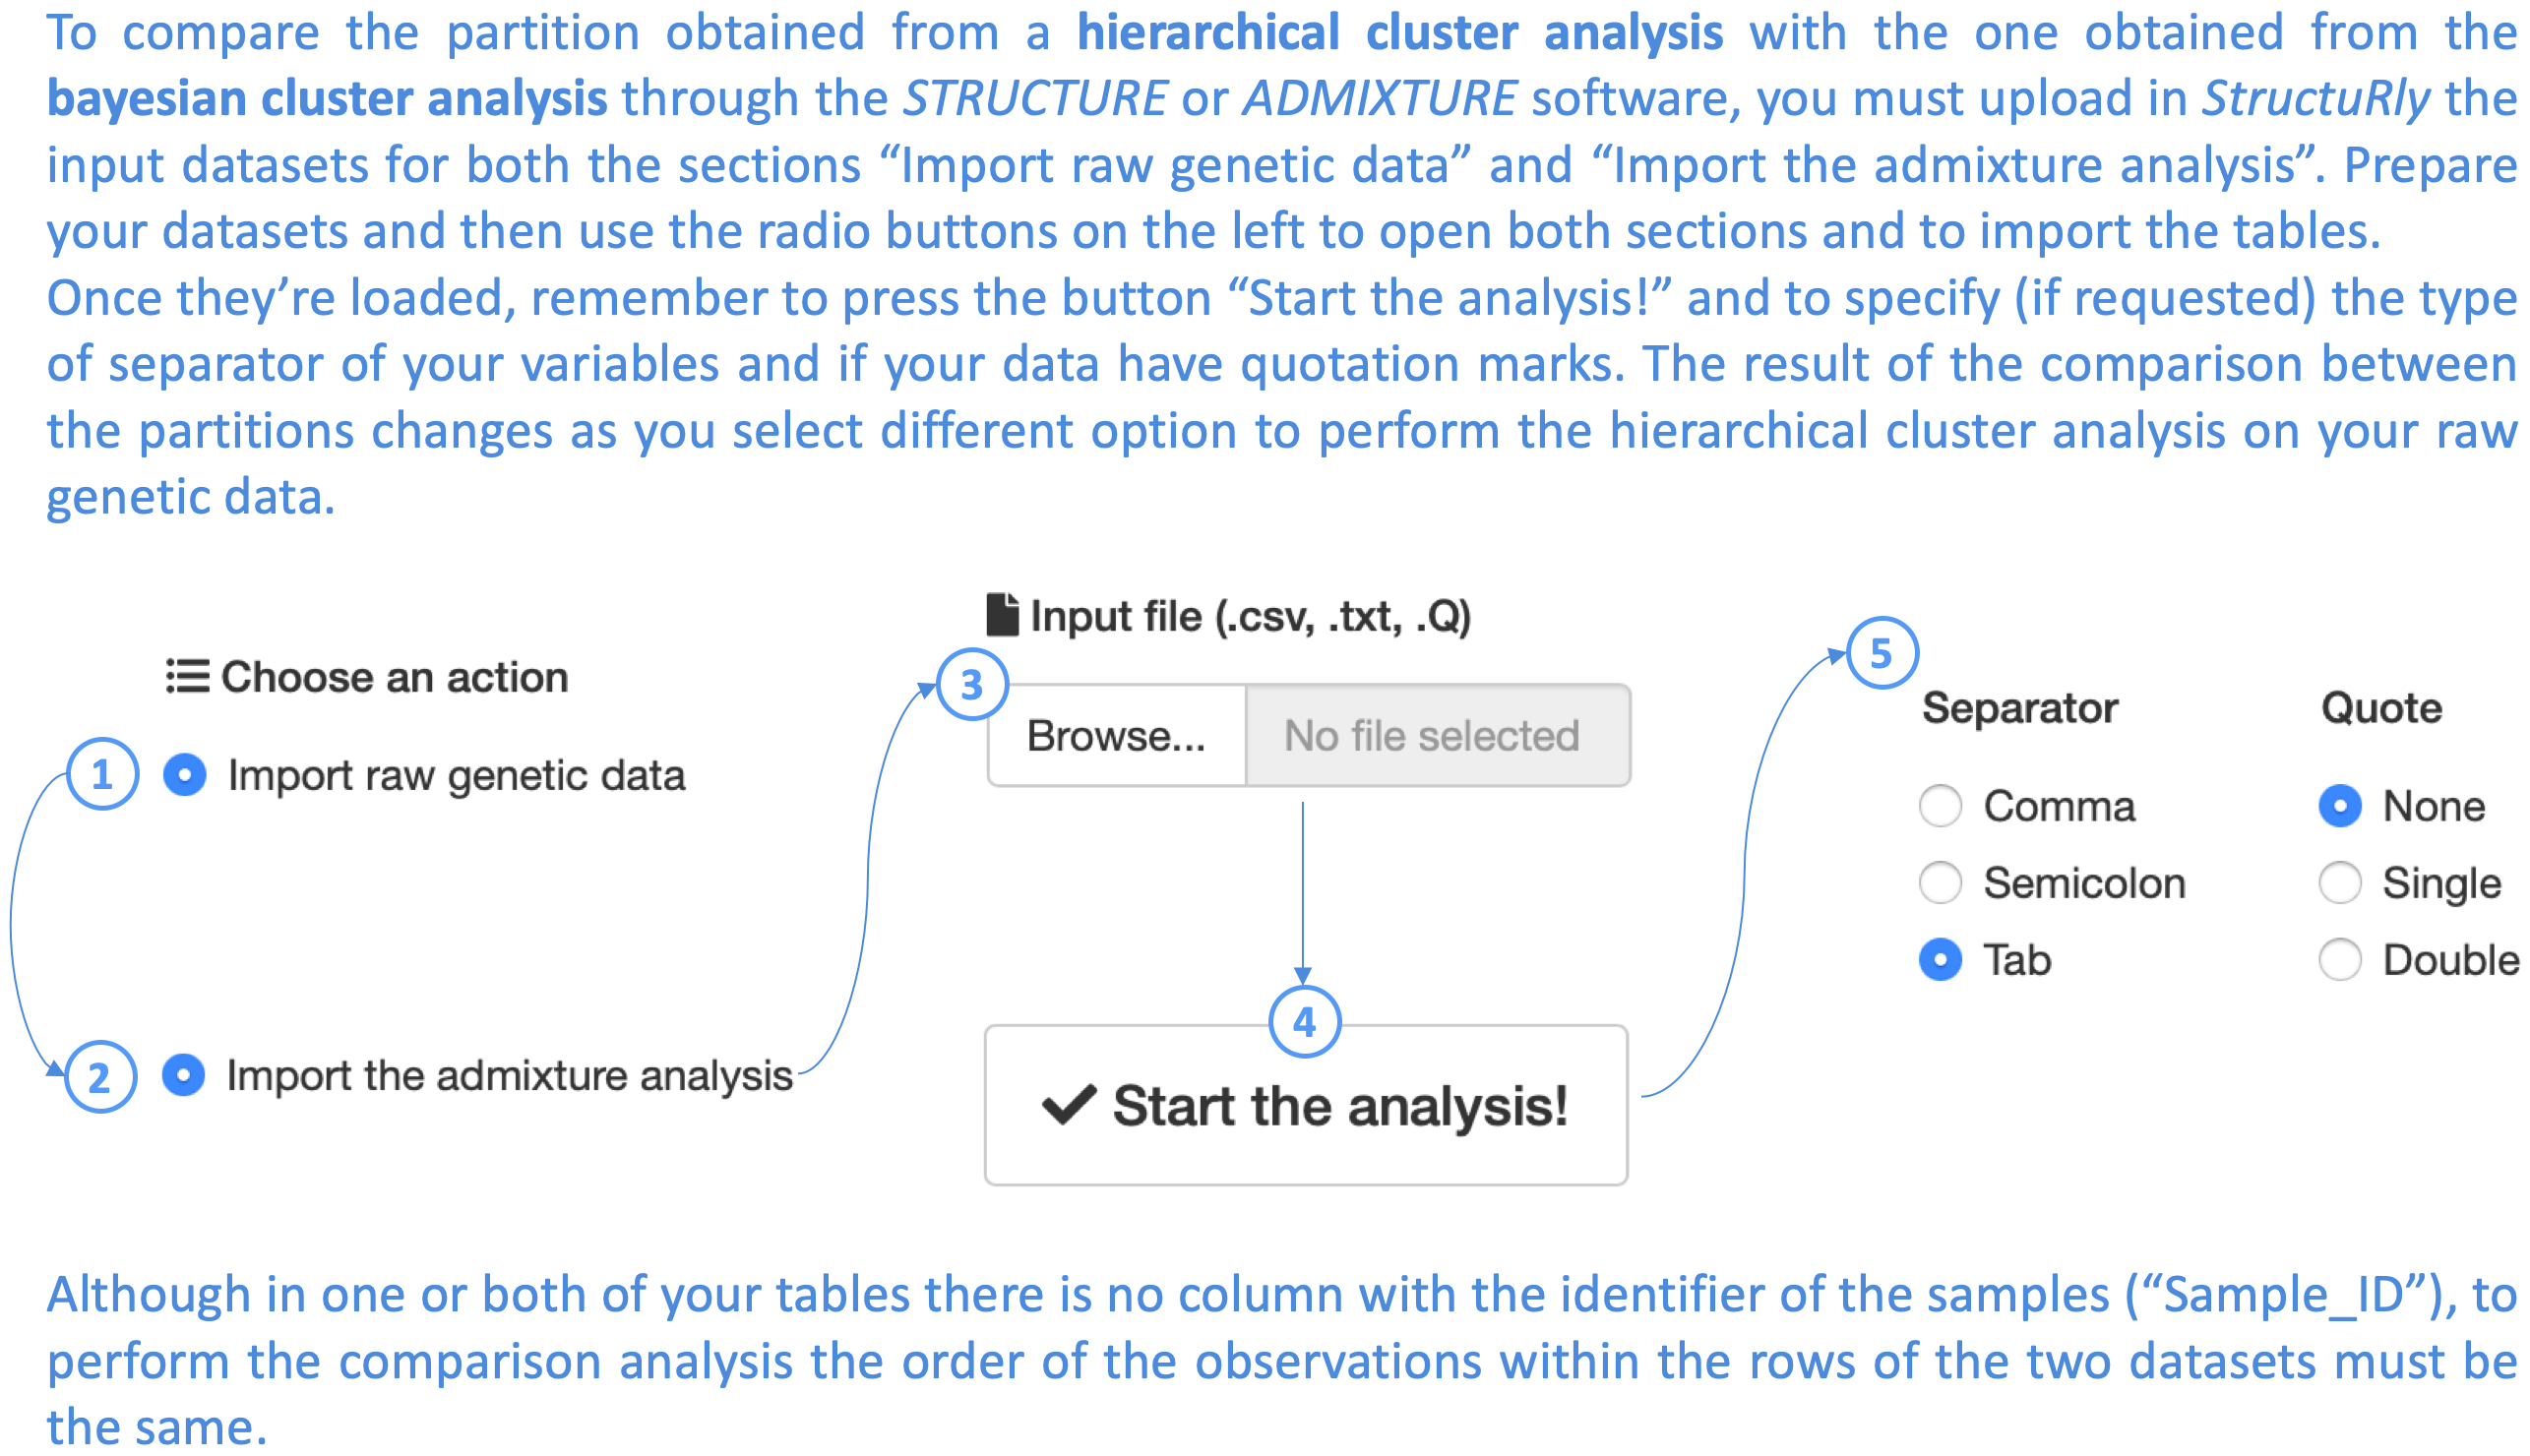 To compare the partition obtained from a hierarchical cluster analysis with the one obtained from the
bayesian cluster analysis through the STRUCTURE or ADMIXTURE software, you must upload in StructuRly the
input datasets for both the sections “Import raw genetic data” and “Import the admixture analysis”. Prepare
your datasets and then use the radio buttons on the left to open both sections and to import the tables.
Once they’re loaded, remember to press the button “Start the analysis!” and to specify (if requested) the type
of separator of your variables and if your data have quotation marks. The result of the comparison between
the partitions changes as you select different option to perform the hierarchical cluster analysis on your raw
genetic data.
Choose an action
1 Import raw genetic data
2 Import the admixture analysis
Input file (.csv, .txt, .Q)
3
Browse... No file selected
4
Start the analysis!
5
Separator Quote
Comma None
Semicolon Single
Tab Double
Although in one or both of your tables there is no column with the identifier of the samples (“Sample_ID”), to
perform the comparison analysis the order of the observations within the rows of the two datasets must be
the same.